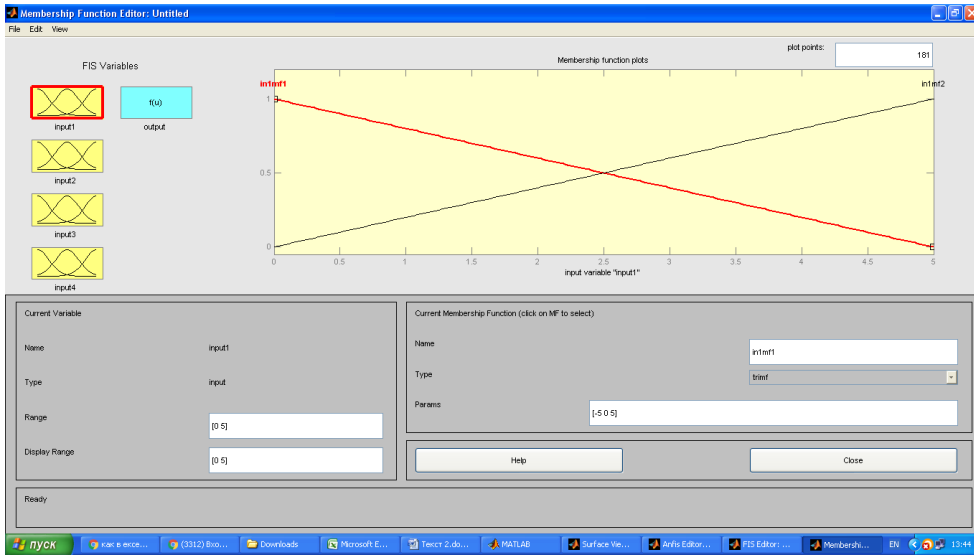 Membership Function Editor: Untitled
File Edit View
FIS Variables
plot points:
181
Membership function plots
in1mf1
in1mf2
f(u)
input1
output
input2
input3
input4
1
0.5
0
0 0.5 1 1.5 2 2.5 3 3.5 4 4.5 5
input variable "input1"
Current Variable
Name input1
Type input
Range [0 5]
Display Range [0 5]
Current Membership Function (click on MF to select)
Name in1mf1
Type trimf
Params [-5 0 5]
Help Close
Ready
пуск как в ексе... (3312) Вхо... Downloads Microsoft E... Текст 2.do... MATLAB Surface Vie... Anfis Editor... FIS Editor: ... Membershi... EN 13:44